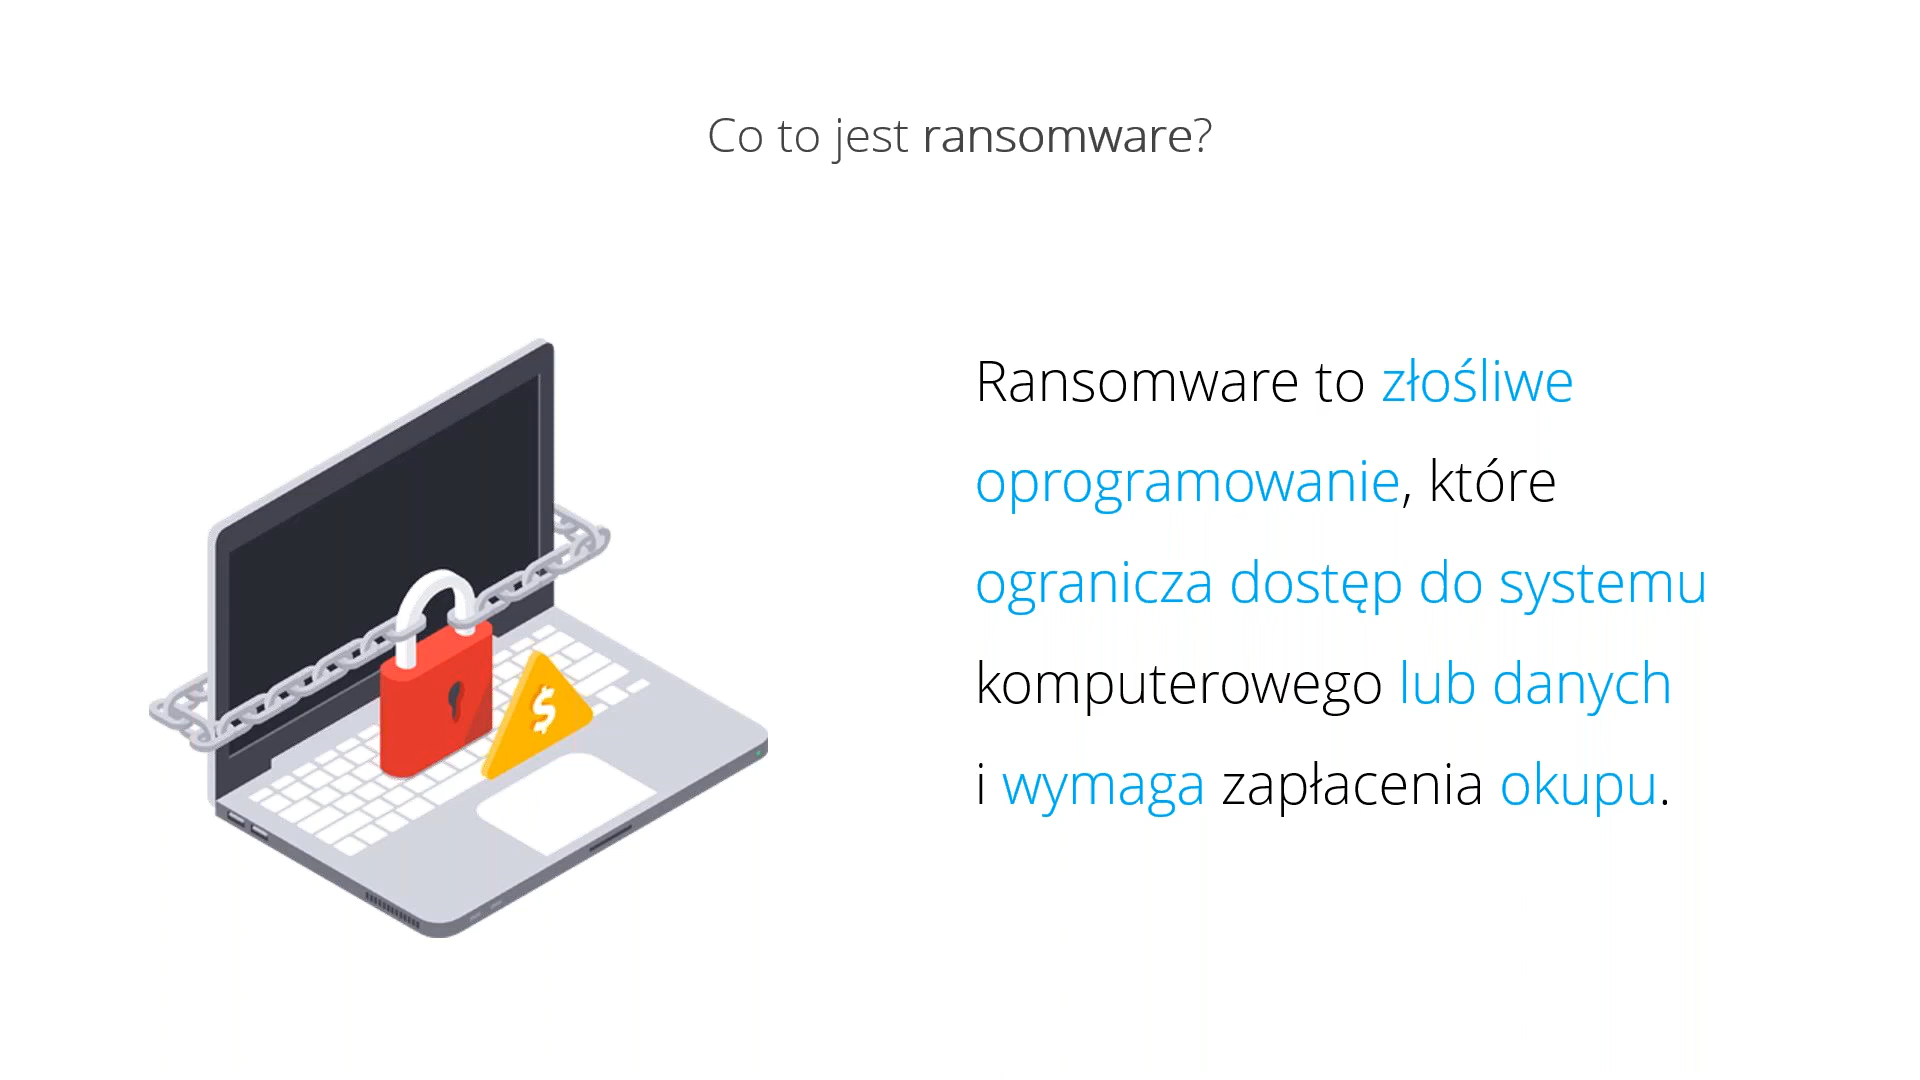 Co to jest ransomware?
Ransomware to złośliwe
oprogramowanie, które
ogranicza dostęp do systemu
komputerowego lub danych
i wymaga zapłacenia okupu.
$